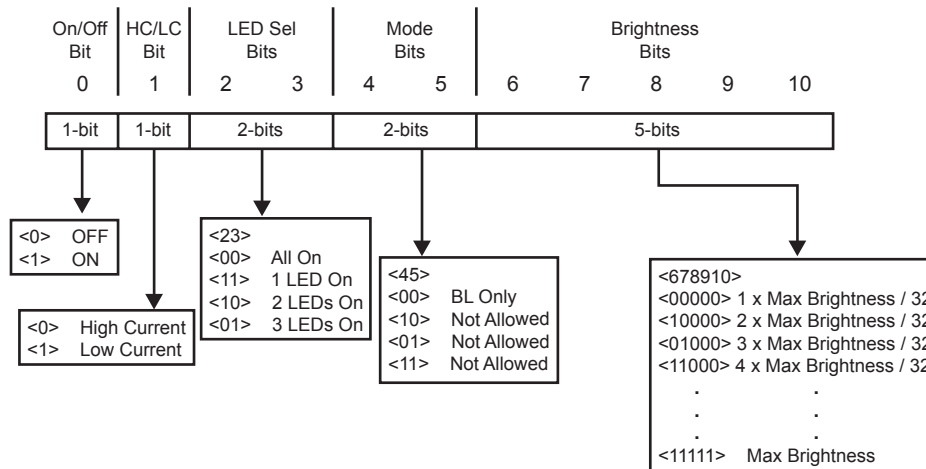 On/Off Bit HC/LC Bit LED Sel Bits Mode Bits Brightness Bits
0 1 2 3 4 5 6 7 8 9 10
1-bit 1-bit 2-bits 2-bits 5-bits
<0> OFF
<1> ON
<0> High Current
<1> Low Current
<23>
<00> All On
<11> 1 LED On
<10> 2 LEDs On
<01> 3 LEDs On
<45>
<00> BL Only
<10> Not Allowed
<01> Not Allowed
<11> Not Allowed
<678910>
<00000> 1 x Max Brightness / 32
<10000> 2 x Max Brightness / 32
<01000> 3 x Max Brightness / 32
<11000> 4 x Max Brightness / 32
. .
. .
. .
<11111> Max Brightness